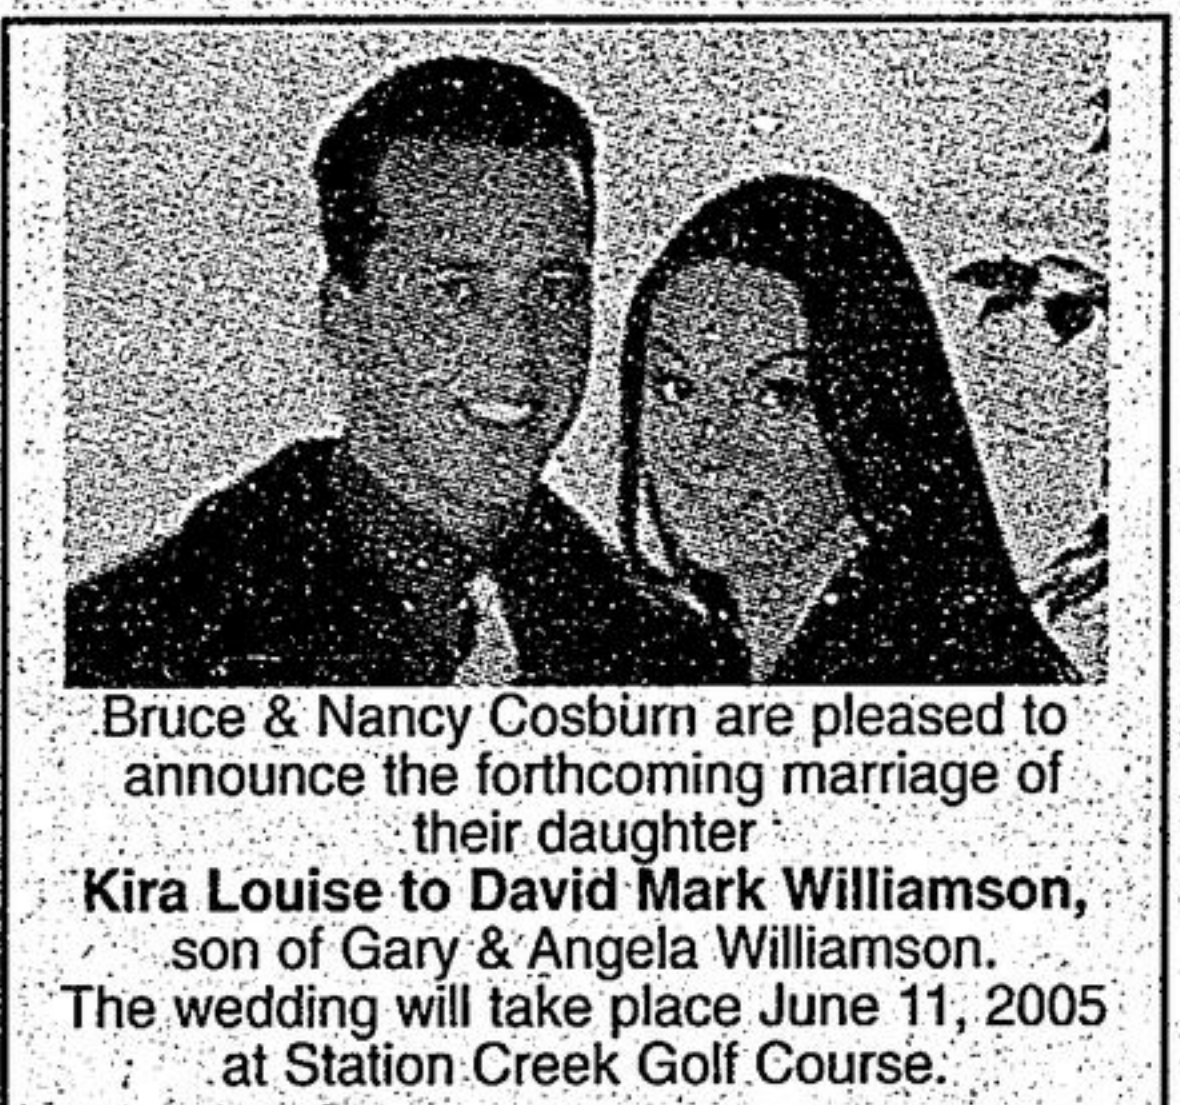 Bruce & Nancy Cosburn are pleased to
announce the forthcoming marriage of
their daughter
Kira Louise to David Mark Williamson,
son of Gary & Angela Williamson.
The wedding will take place June 11, 2005
at Station Creek Golf Course.